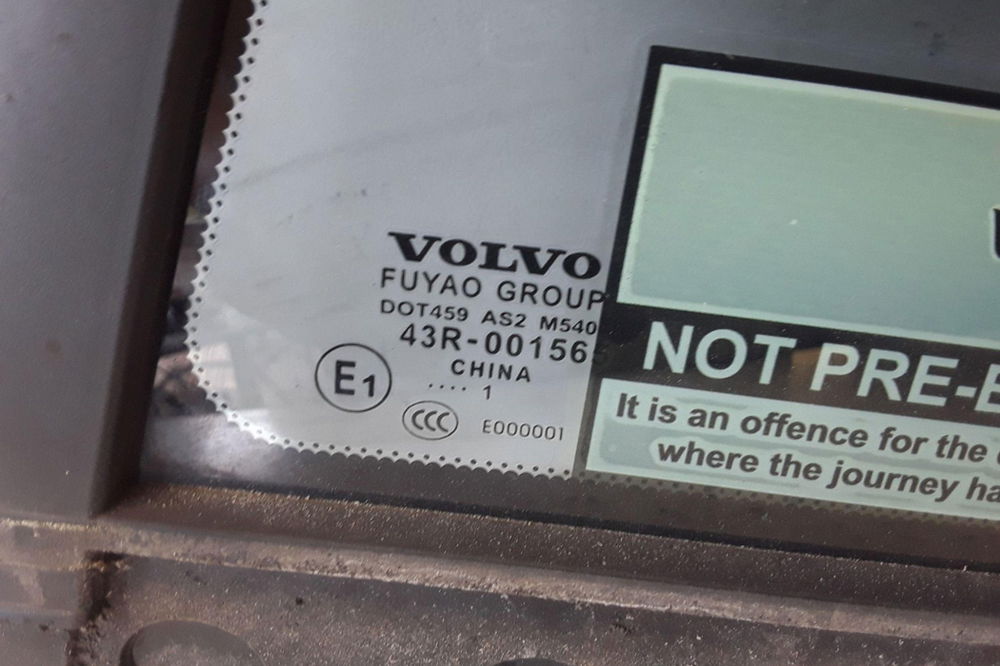 VOLVO
FUYAO GROUP
DOT459 AS2 M540
43R-00156
CHINA
.... 1
E1
CCC
E000001
NOT PRE-
It is an offence for the
where the journey